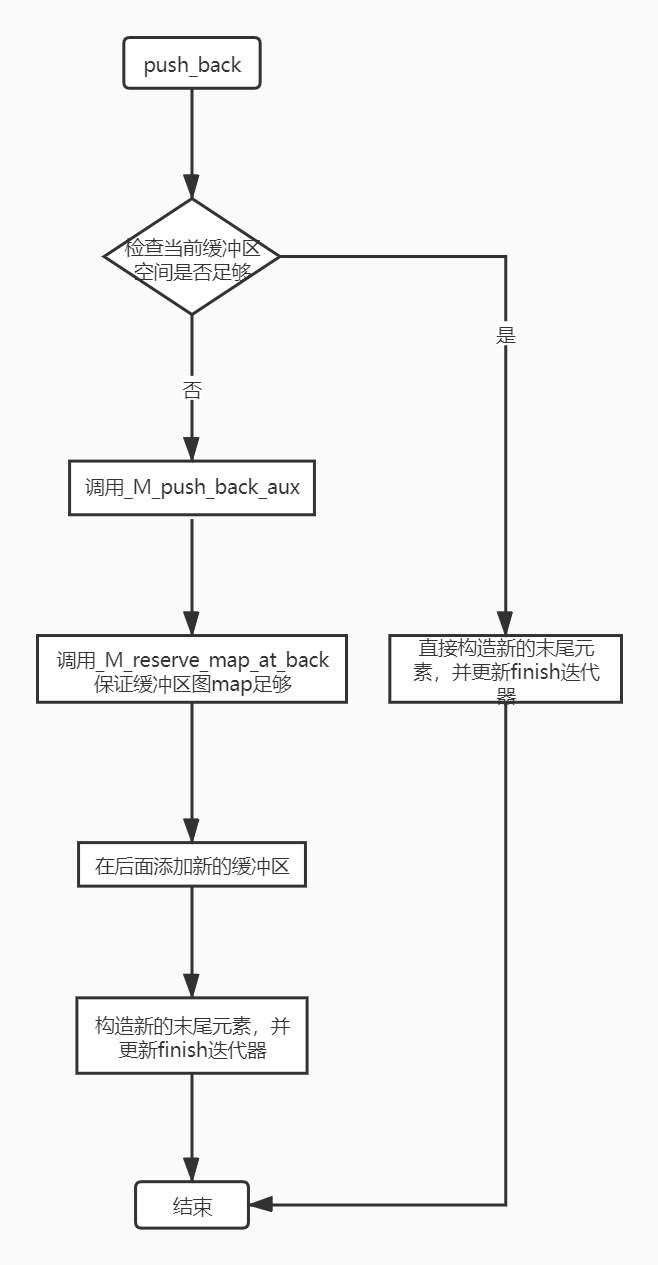 push_back
检查当前缓冲区
空间是否足够
是
否
调用_M_push_back_aux
调用_M_reserve_map_at_back
保证缓冲区图map足够
直接构造新的末尾元
素，并更新finish迭代
器
在后面添加新的缓冲区
构造新的末尾元素，并
更新finish迭代器
结束